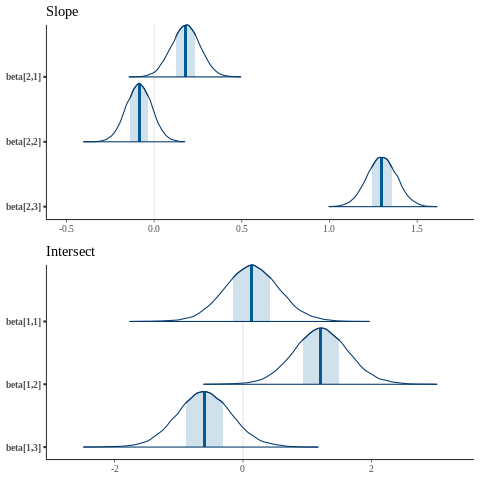 Slope
beta[2,1]
beta[2,2]
beta[2,3]
-0.5 0.0 0.5 1.0 1.5
Intersect
beta[1,1]
beta[1,2]
beta[1,3]
-2 0 2